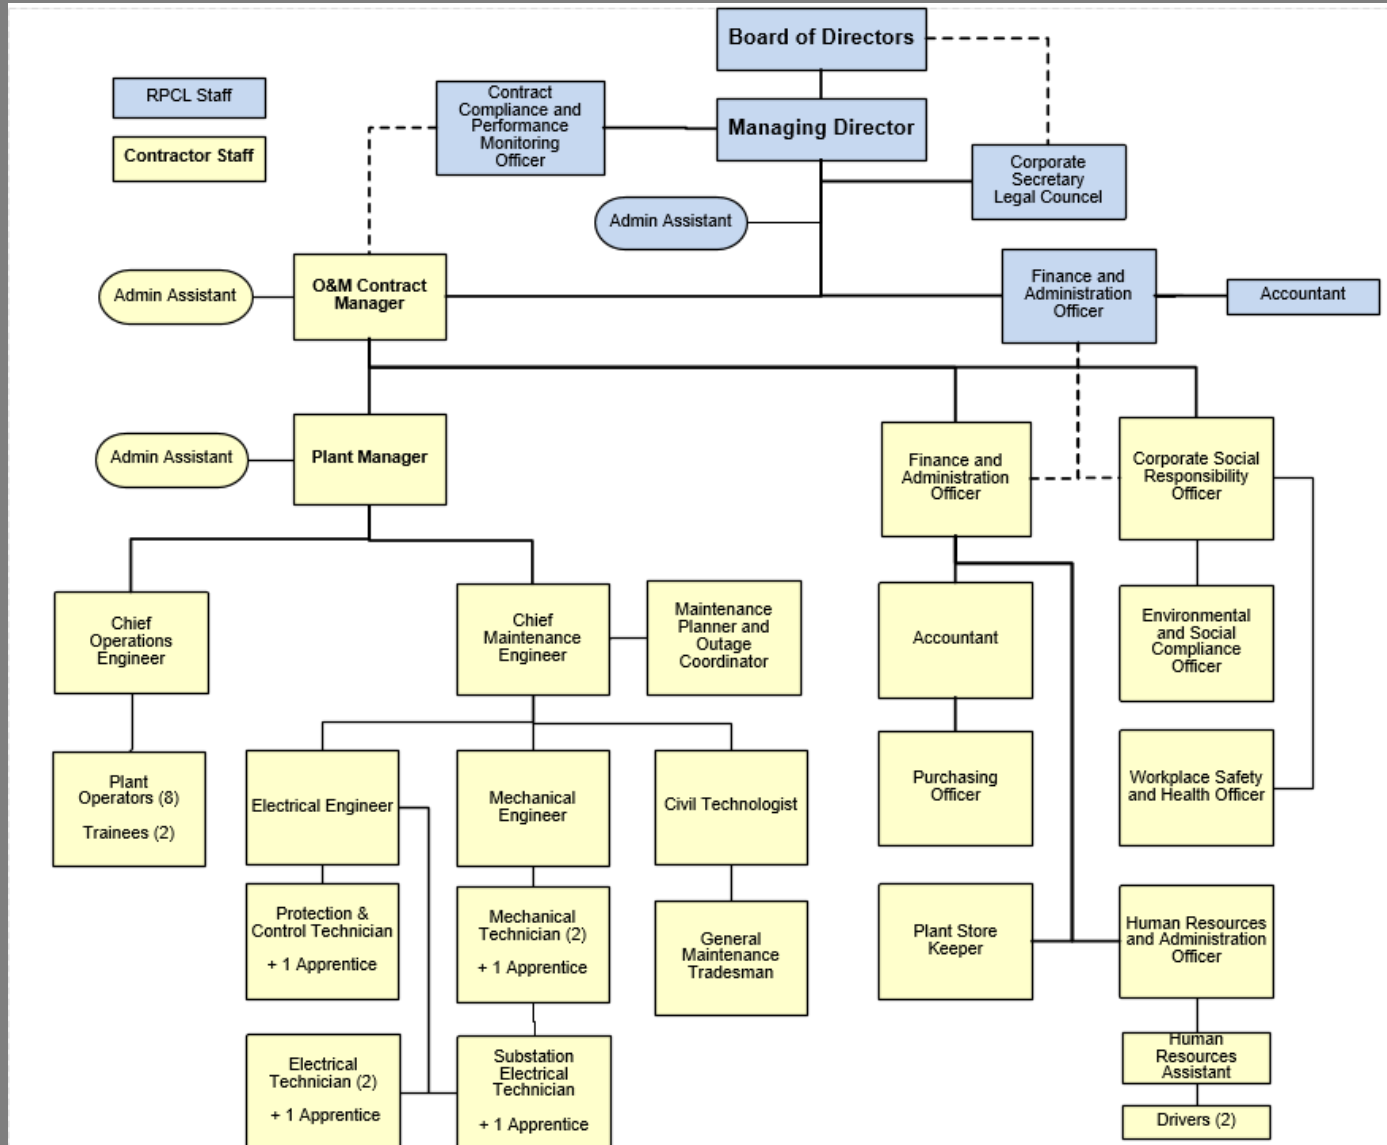 Board of Directors
RPCL Staff
Contract
Compliance and
Performance
Monitoring
Officer
Managing Director
Contractor Staff
Corporate
Secretary
Legal Councel
Admin Assistant
Admin Assistant
O&M Contract
Manager
Finance and
Administration
Officer
Accountant
Admin Assistant
Plant Manager
Finance and
Administration
Officer
Corporate Social
Responsibility
Officer
Chief
Operations
Engineer
Chief
Maintenance
Engineer
Maintenance
Planner and
Outage
Coordinator
Accountant
Environmental
and Social
Compliance
Officer
Plant
Operators (8)
Trainees (2)
Electrical Engineer
Mechanical
Engineer
Civil Technologist
Purchasing
Officer
Workplace Safety
and Health Officer
Protection &
Control Technician
+ 1 Apprentice
Mechanical
Technician (2)
+ 1 Apprentice
General
Maintenance
Tradesman
Plant Store
Keeper
Human Resources
and Administration
Officer
Electrical
Technician (2)
+ 1 Apprentice
Substation
Electrical
Technician
+ 1 Apprentice
Human
Resources
Assistant
Drivers (2)